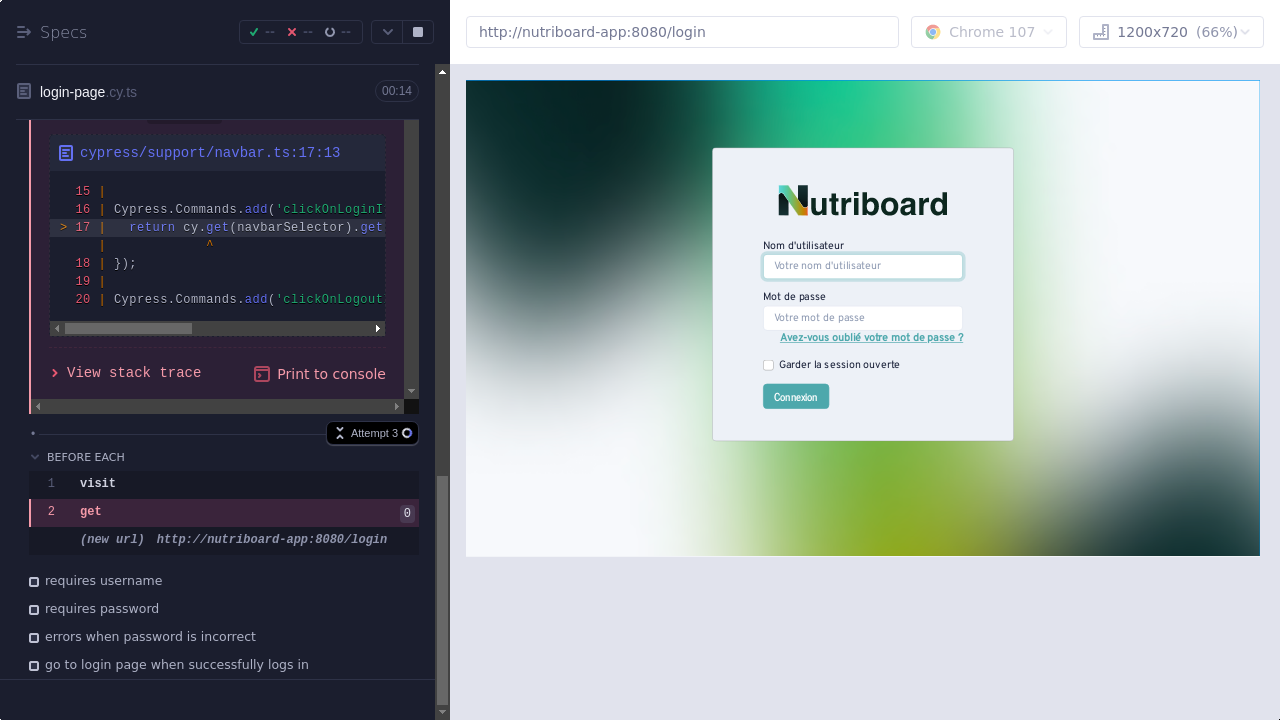 Specs
-- -- --
login-page.cy.ts 00:14
cypress/support/navbar.ts:17:13
15 |
16 | Cypress.Commands.add('clickOnLoginI
> 17 |   return cy.get(navbarSelector).get
|             ^
18 | });
19 |
20 | Cypress.Commands.add('clickOnLogout
View stack trace Print to console
Attempt 3
BEFORE EACH
1 visit
2 get 0
(new url) http://nutriboard-app:8080/login
requires username
requires password
errors when password is incorrect
go to login page when successfully logs in
http://nutriboard-app:8080/login Chrome 107 1200x720 (66%)
Nutriboard
Nom d'utilisateur
Votre nom d'utilisateur
Mot de passe
Votre mot de passe
Avez-vous oublié votre mot de passe ?
Garder la session ouverte
Connexion